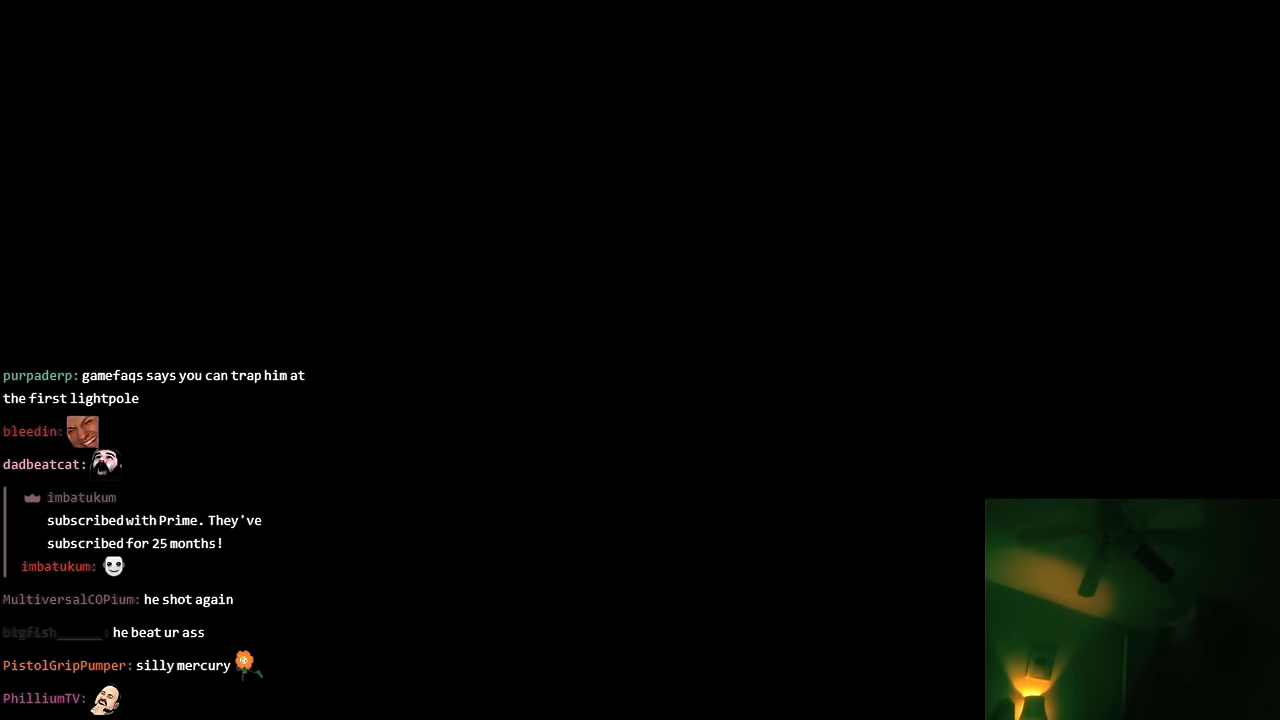 purpaderp: gamefaqs says you can trap him at
the first lightpole
bleedin:
dadbeatcat:
imbatukum
subscribed with Prime. They've
subscribed for 25 months!
imbatukum:
MultiversalCOPium: he shot again
bigfish______: he beat ur ass
PistolGripPumper: silly mercury
PhilliumTV: